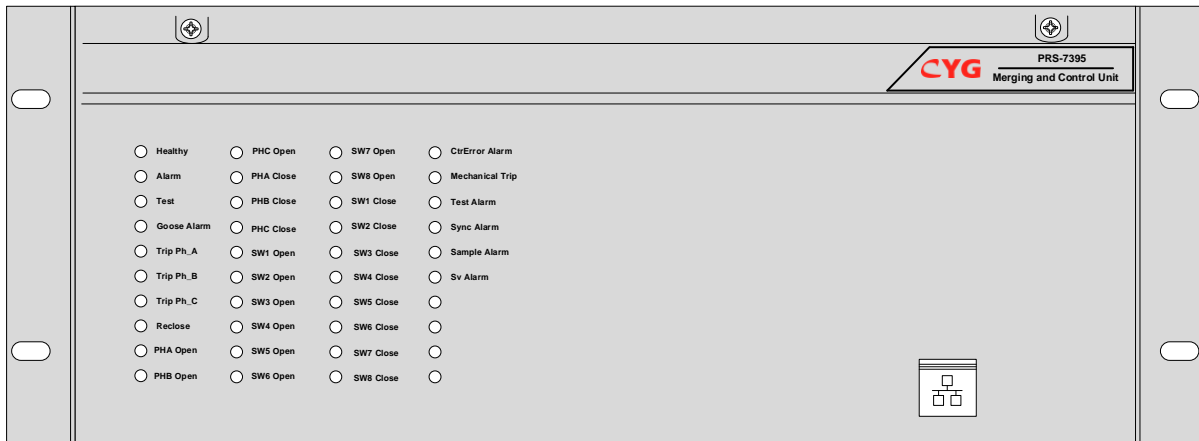 CYG
PRS-7395
Merging and Control Unit
Healthy
Alarm
Test
Goose Alarm
Trip Ph_A
Trip Ph_B
Trip Ph_C
Reclose
PHA Open
PHB Open
PHC Open
PHA Close
PHB Close
PHC Close
SW1 Open
SW2 Open
SW3 Open
SW4 Open
SW5 Open
SW6 Open
SW7 Open
SW8 Open
SW1 Close
SW2 Close
SW3 Close
SW4 Close
SW5 Close
SW6 Close
SW7 Close
SW8 Close
CtrError Alarm
Mechanical Trip
Test Alarm
Sync Alarm
Sample Alarm
Sv Alarm